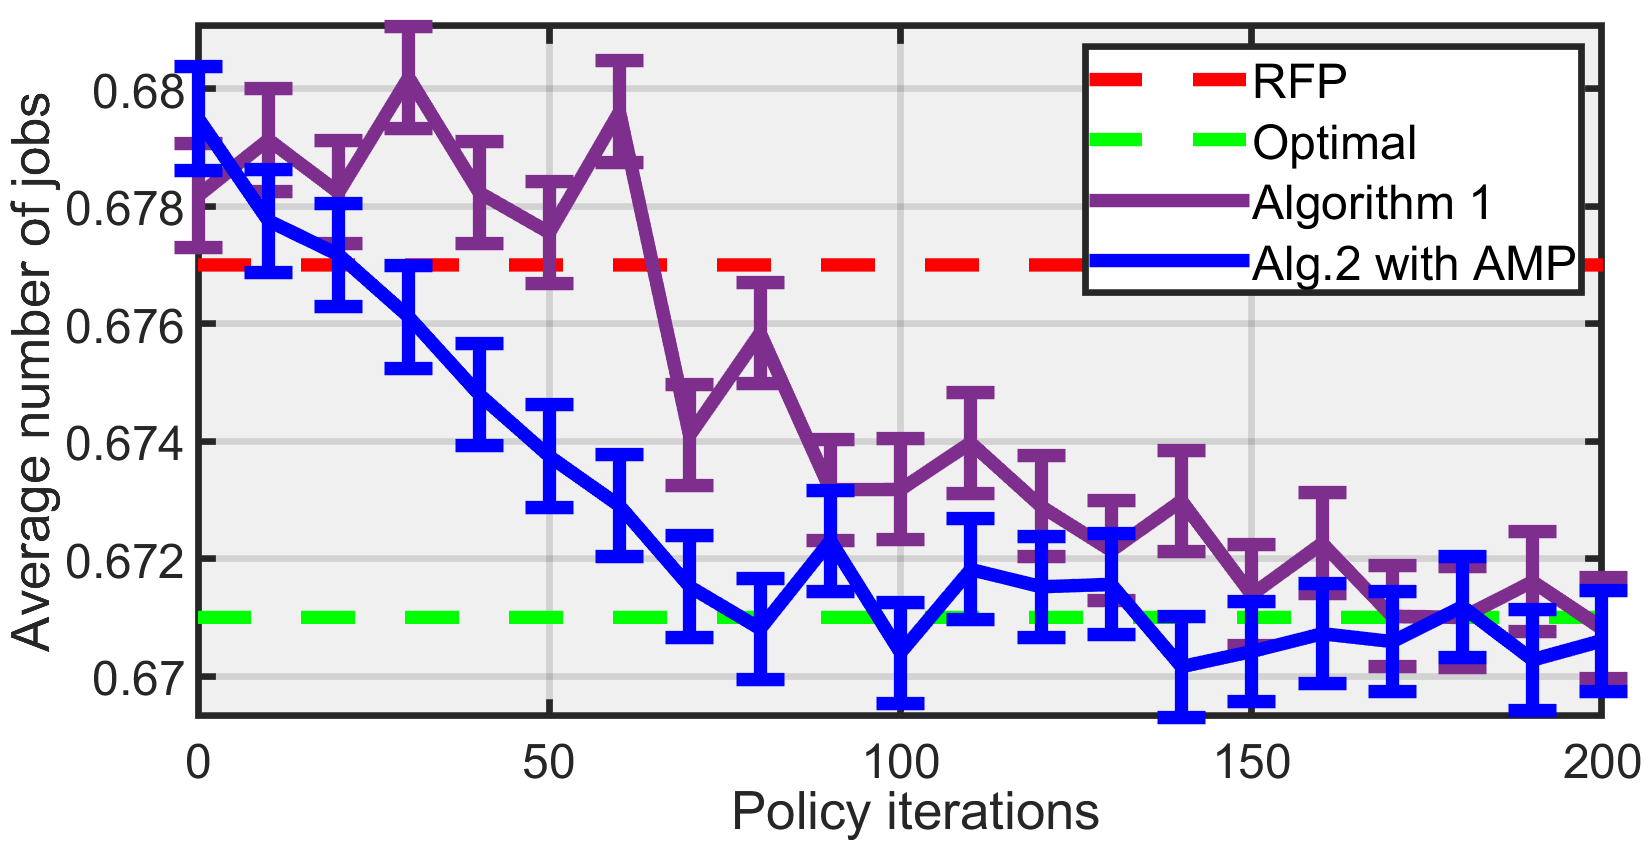 Average number of jobs
0.68
0.678
0.676
0.674
0.672
0.67
RFP
Optimal
Algorithm 1
Alg.2 with AMP
0 50 100 150 200
Policy iterations